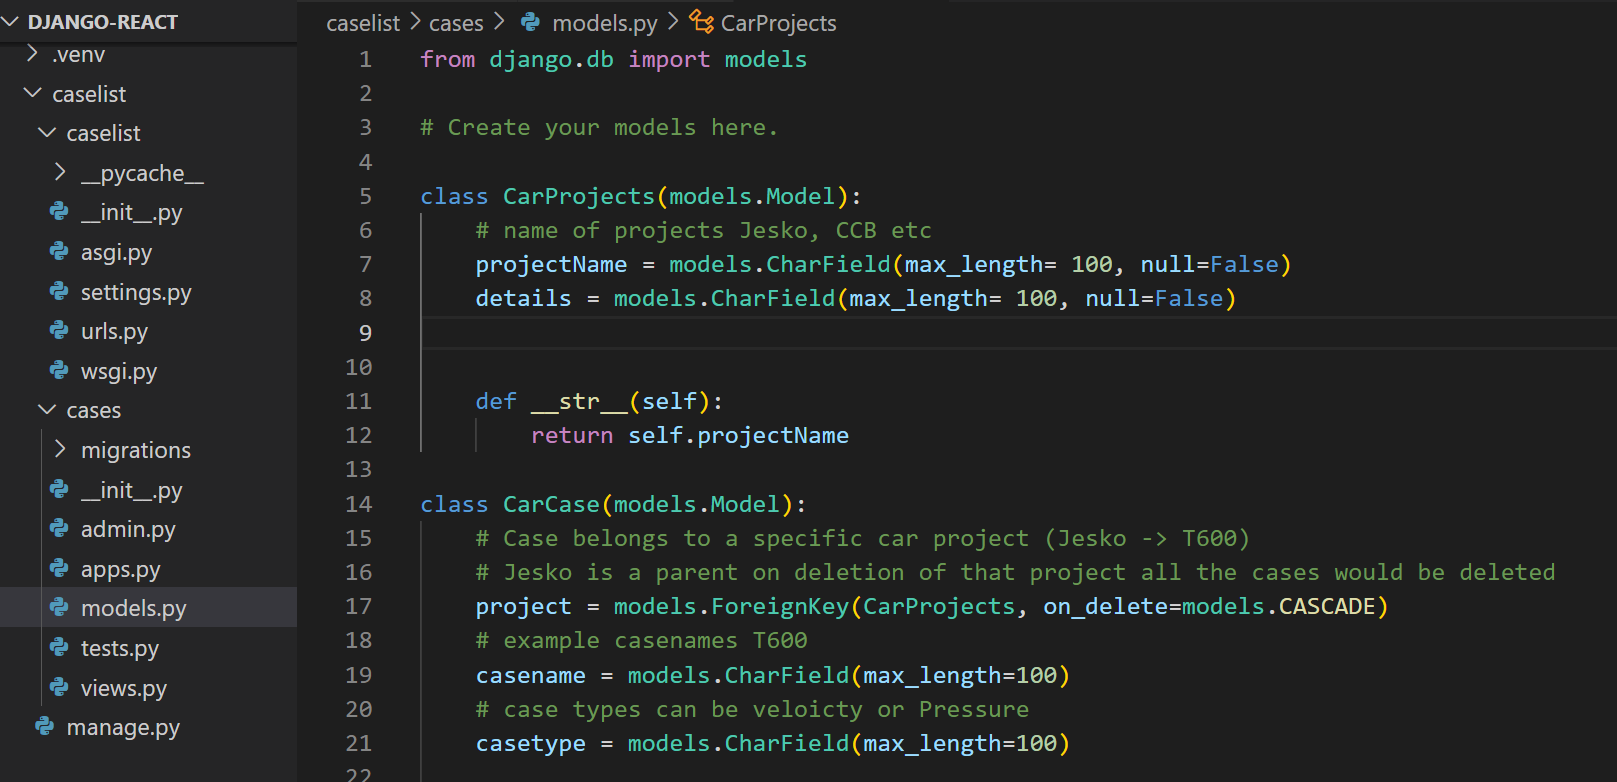 DJANGO-REACT
.venv
caselist
caselist
__pycache__
__init__.py
asgi.py
settings.py
urls.py
wsgi.py
cases
migrations
__init__.py
admin.py
apps.py
models.py
tests.py
views.py
manage.py
caselist > cases > models.py > CarProjects
1 from django.db import models
2
3 # Create your models here.
4
5 class CarProjects(models.Model):
6 # name of projects Jesko, CCB etc
7 projectName = models.CharField(max_length= 100, null=False)
8 details = models.CharField(max_length= 100, null=False)
9
10
11 def __str__(self):
12 return self.projectName
13
14 class CarCase(models.Model):
15 # Case belongs to a specific car project (Jesko -> T600)
16 # Jesko is a parent on deletion of that project all the cases would be deleted
17 project = models.ForeignKey(CarProjects, on_delete=models.CASCADE)
18 # example casenames T600
19 casename = models.CharField(max_length=100)
20 # case types can be veloicty or Pressure
21 casetype = models.CharField(max_length=100)
22